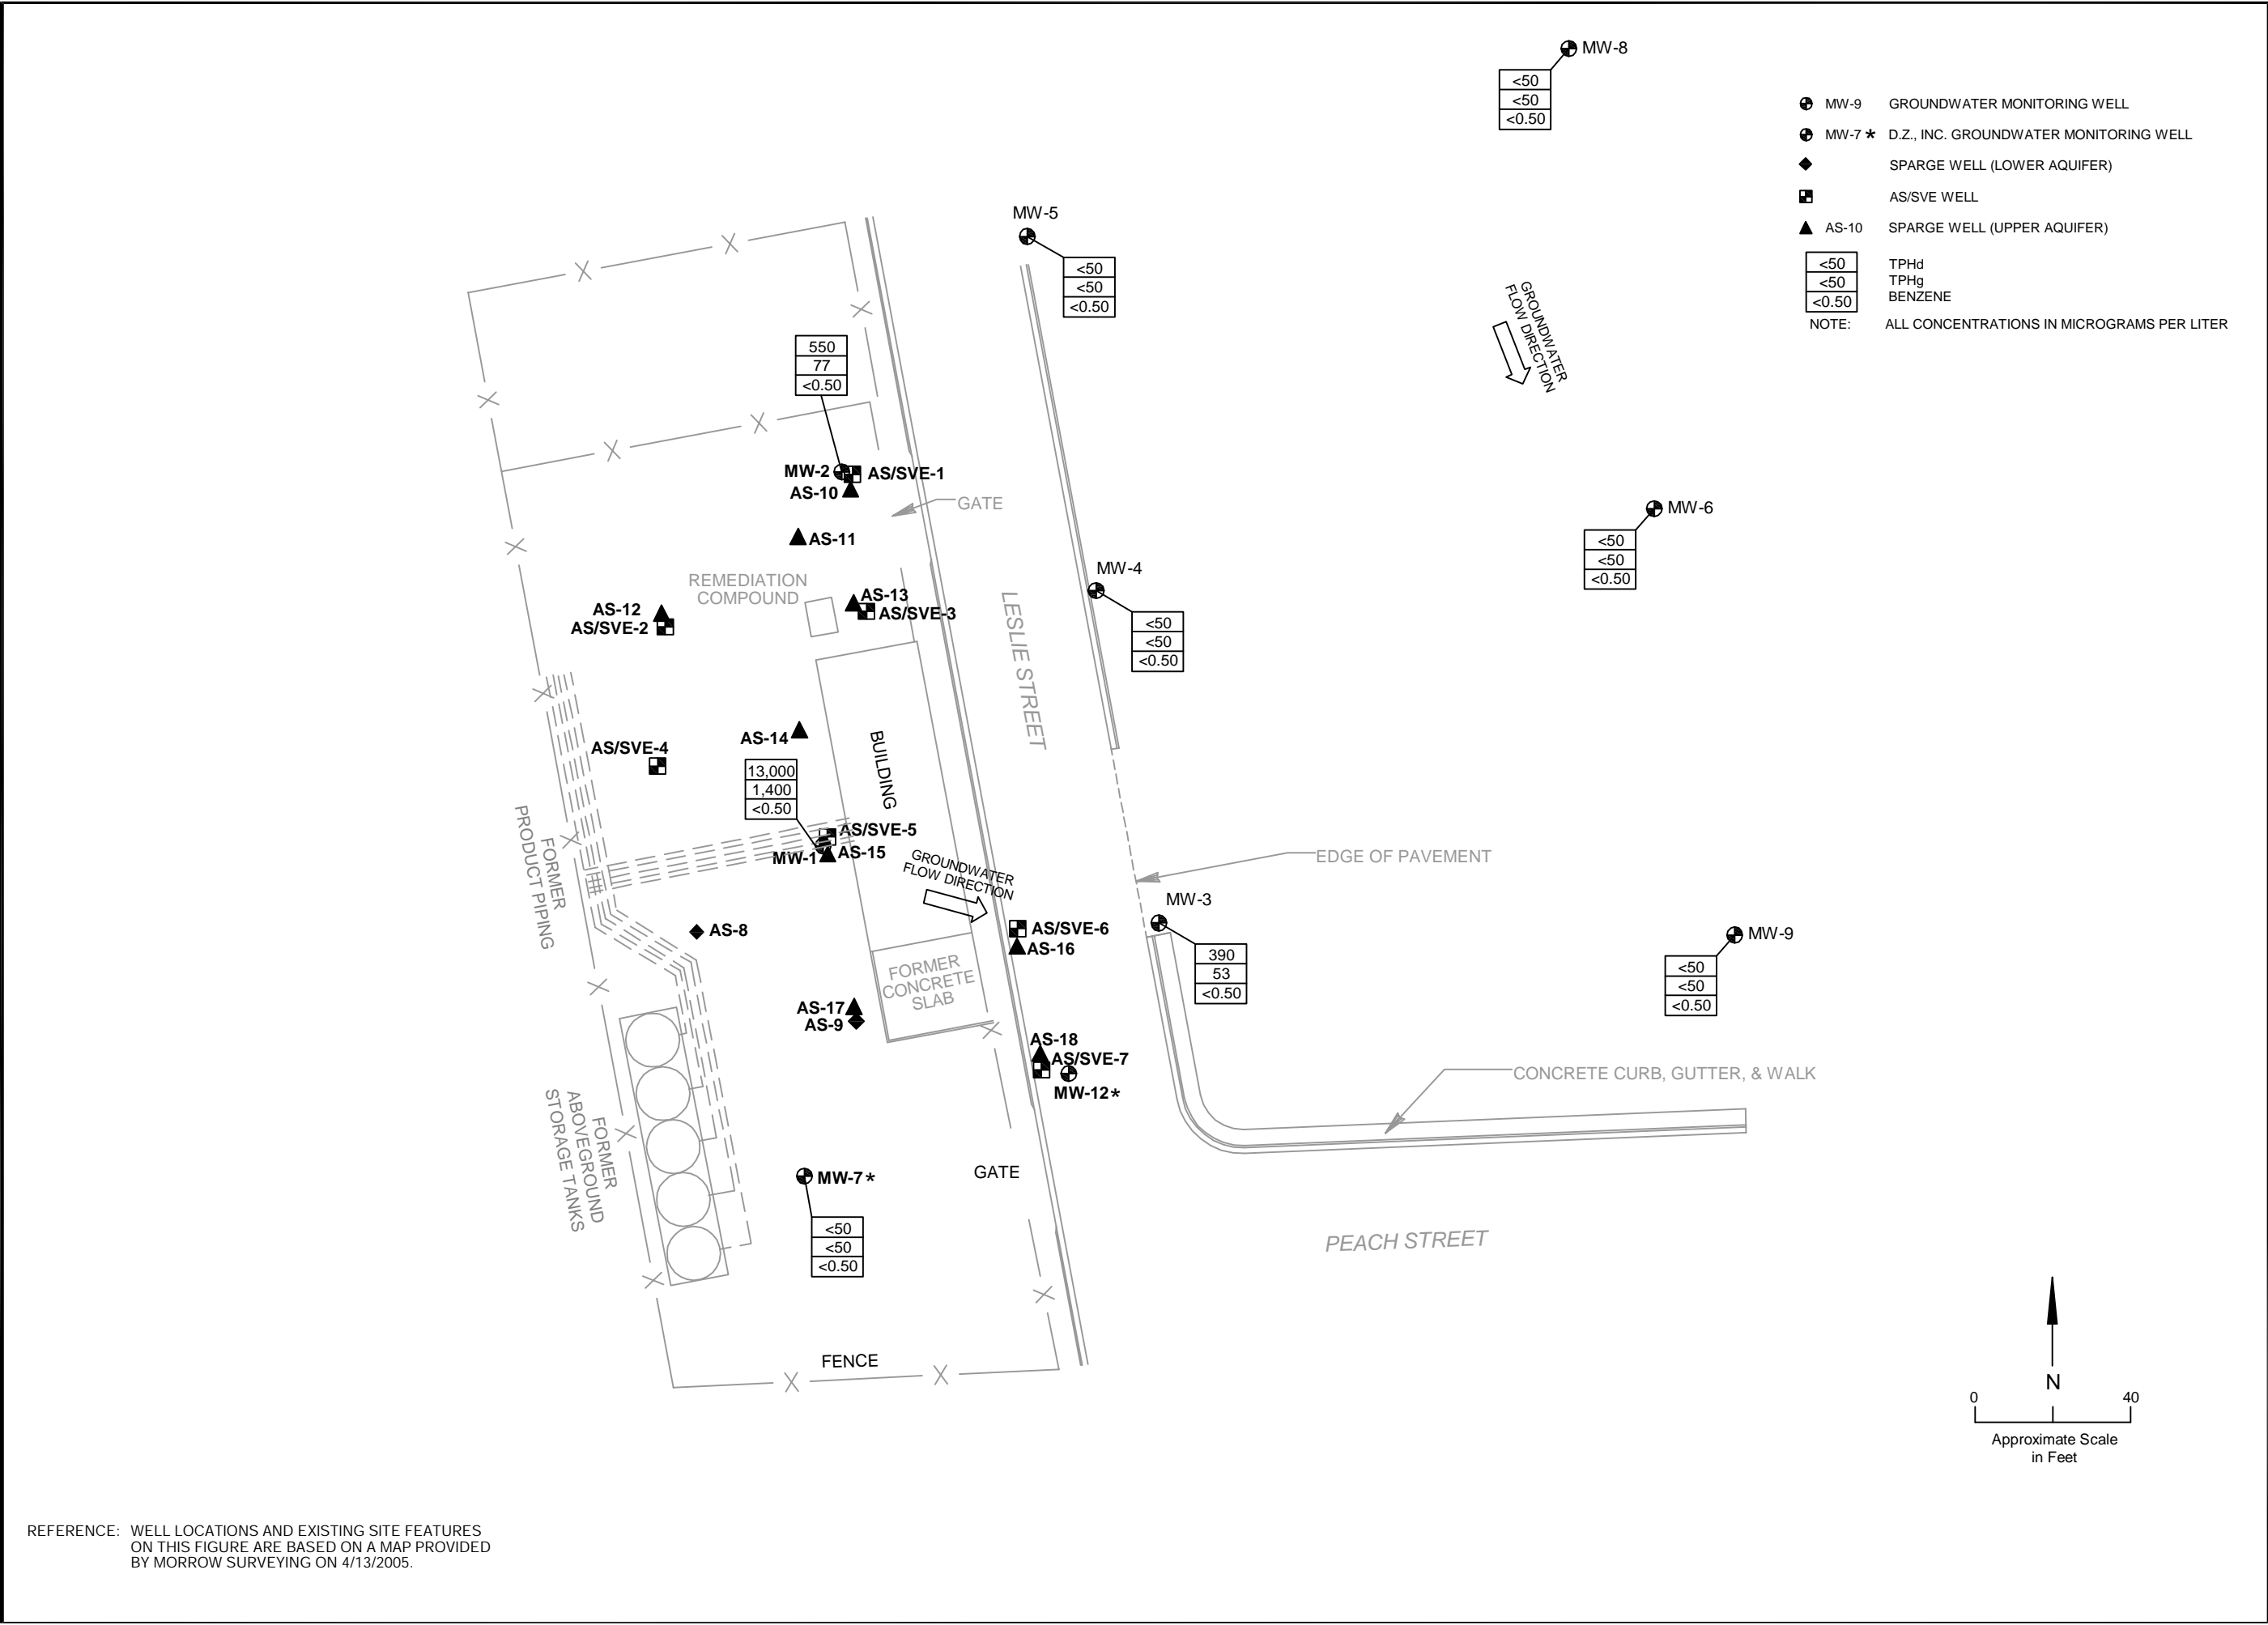 MW-8
<50
<50
<0.50
MW-9 GROUNDWATER MONITORING WELL
MW-7 * D.Z., INC. GROUNDWATER MONITORING WELL
SPARGE WELL (LOWER AQUIFER)
AS/SVE WELL
AS-10 SPARGE WELL (UPPER AQUIFER)
<50 TPHd
<50 TPHg
<0.50 BENZENE
NOTE: ALL CONCENTRATIONS IN MICROGRAMS PER LITER
MW-5
<50
<50
<0.50
GROUNDWATER
FLOW DIRECTION
550
77
<0.50
MW-2
AS/SVE-1
AS-10
GATE
AS-11
MW-6
<50
<50
<0.50
REMEDIATION
COMPOUND
AS-13
AS/SVE-3
AS-12
AS/SVE-2
MW-4
<50
<50
<0.50
LESLIE STREET
AS-14
AS/SVE-4
BUILDING
13,000
1,400
<0.50
AS/SVE-5
MW-1
AS-15
FORMER
PRODUCT PIPING
GROUNDWATER
FLOW DIRECTION
EDGE OF PAVEMENT
MW-3
390
53
<0.50
AS-8
AS/SVE-6
AS-16
MW-9
<50
<50
<0.50
FORMER
CONCRETE
SLAB
AS-17
AS-9
AS-18
AS/SVE-7
MW-12*
CONCRETE CURB, GUTTER, & WALK
FORMER
ABOVEGROUND
STORAGE TANKS
MW-7*
<50
<50
<0.50
GATE
PEACH STREET
FENCE
N
0 40
Approximate Scale
in Feet
REFERENCE: WELL LOCATIONS AND EXISTING SITE FEATURES
ON THIS FIGURE ARE BASED ON A MAP PROVIDED
BY MORROW SURVEYING ON 4/13/2005.